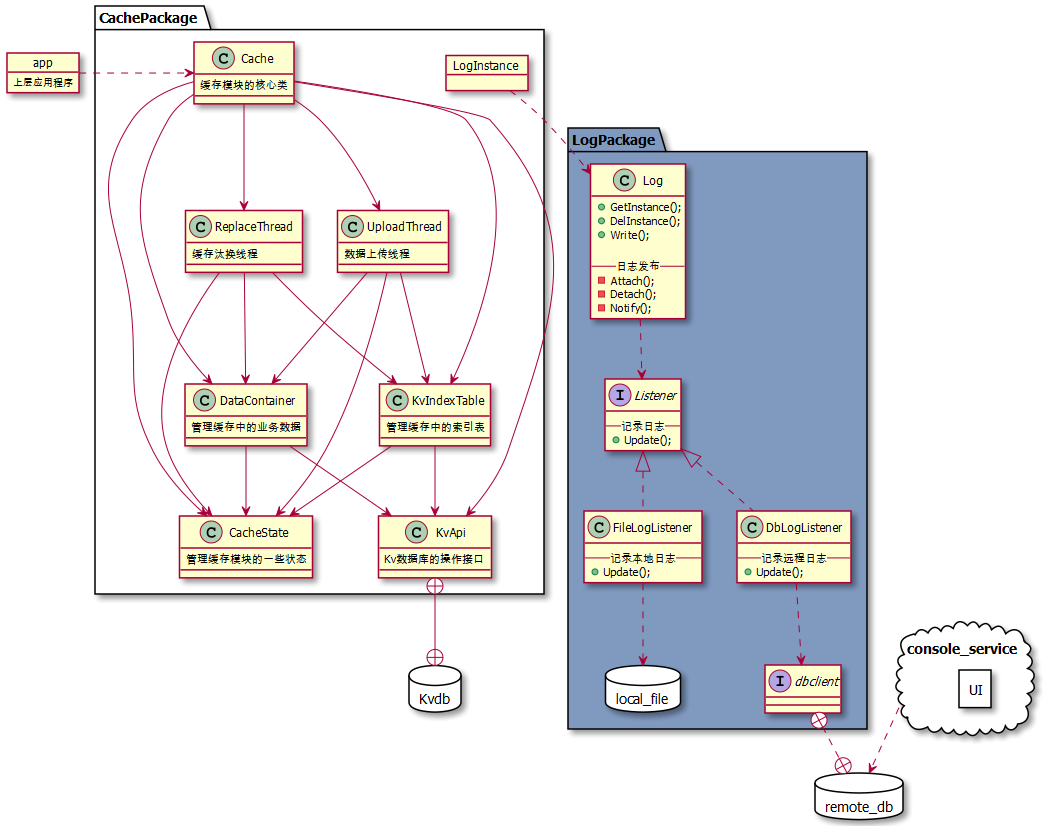 CachePackage
app
上层应用程序
C Cache
缓存模块的核心类
LogInstance
C ReplaceThread
缓存汰换线程
C UploadThread
数据上传线程
C DataContainer
管理缓存中的业务数据
C KvIndexTable
管理缓存中的索引表
C CacheState
管理缓存模块的一些状态
C KvApi
Kv数据库的操作接口
Kvdb
LogPackage
C Log
GetInstance();
DelInstance();
Write();
日志发布
Attach();
Detach();
Notify();
I Listener
记录日志
Update();
C FileLogListener
记录本地日志
Update();
C DbLogListener
记录远程日志
Update();
local_file
I dbclient
console_service
UI
remote_db